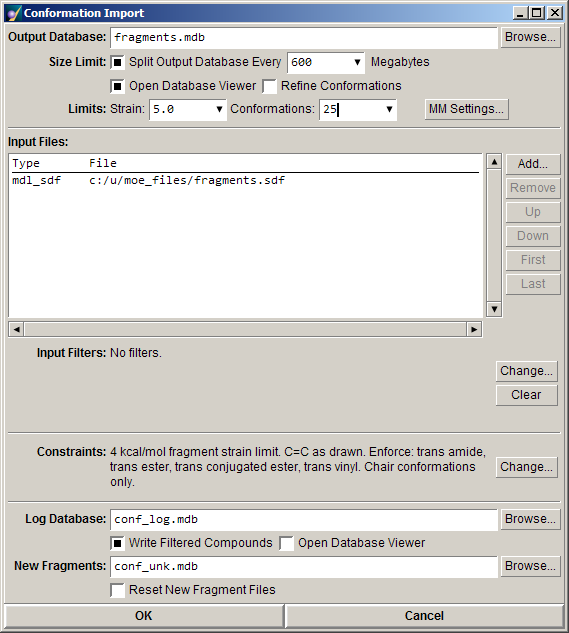 Conformation Import
Output Database: fragments.mdb Browse...
Size Limit: Split Output Database Every 600 Megabytes
Open Database Viewer Refine Conformations
Limits: Strain: 5.0 Conformations: 25 MM Settings...
Input Files:
Type File
mdl_sdf c:/u/moe_files/fragments.sdf
Add...
Remove
Up
Down
First
Last
Input Filters: No filters.
Change...
Clear
Constraints: 4 kcal/mol fragment strain limit. C=C as drawn. Enforce: trans amide,
trans ester, trans conjugated ester, trans vinyl. Chair conformations
only.
Change...
Log Database: conf_log.mdb Browse...
Write Filtered Compounds Open Database Viewer
New Fragments: conf_unk.mdb Browse...
Reset New Fragment Files
OK Cancel